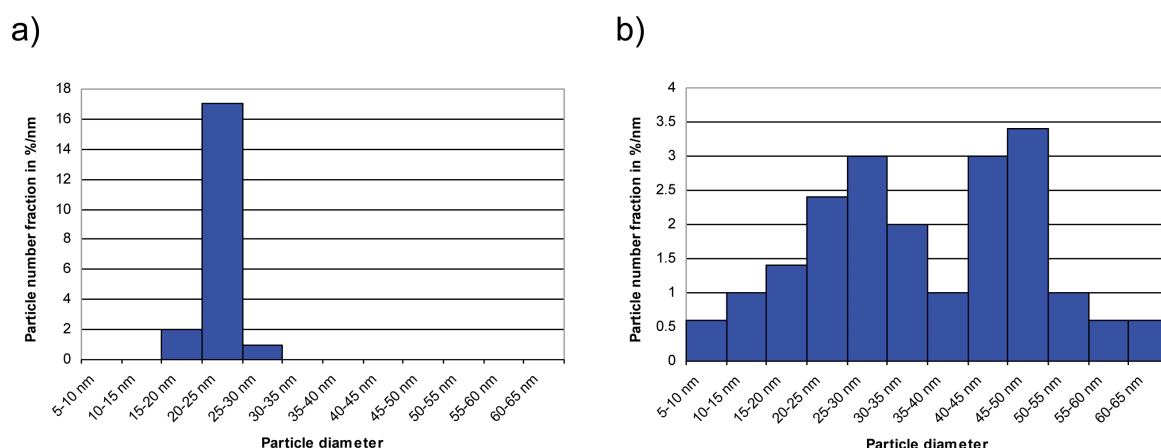 a)
b)
Particle number fraction in %/nm
18
16
14
12
10
8
6
4
2
0
5-10 nm
10-15 nm
15-20 nm
20-25 nm
25-30 nm
30-35 nm
35-40 nm
40-45 nm
45-50 nm
50-55 nm
55-60 nm
60-65 nm
Particle diameter
Particle number fraction in %/nm
4
3.5
3
2.5
2
1.5
1
0.5
0
5-10 nm
10-15 nm
15-20 nm
20-25 nm
25-30 nm
30-35 nm
35-40 nm
40-45 nm
45-50 nm
50-55 nm
55-60 nm
60-65 nm
Particle diameter